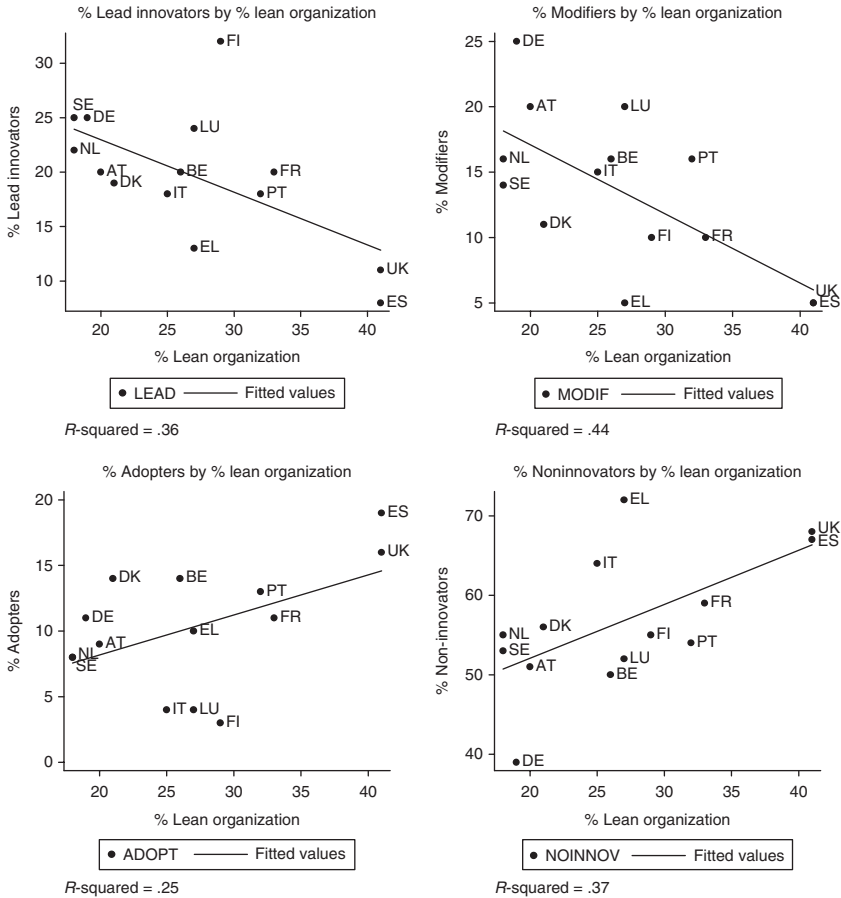 % Lead innovators by % lean organization
% Lead innovators
30
25
20
15
10
FI
SE
DE
LU
NL
AT
DK
BE
FR
IT
PT
EL
UK
ES
20 25 30 35 40
% Lean organization
LEAD Fitted values
R-squared = .36
% Modifiers by % lean organization
% Modifiers
25
20
15
10
5
DE
AT
LU
NL
BE
PT
IT
SE
DK
FI
FR
EL
UK
ES
20 25 30 35 40
% Lean organization
MODIF Fitted values
R-squared = .44
% Adopters by % lean organization
% Adopters
20
15
10
5
0
ES
UK
DK
BE
PT
DE
FR
EL
AT
NL
SE
IT
LU
FI
20 25 30 35 40
% Lean organization
ADOPT Fitted values
R-squared = .25
% Noninnovators by % lean organization
% Non-innovators
70
60
50
40
EL
UK
ES
IT
FR
DK
NL
FI
PT
SE
LU
AT
BE
DE
20 25 30 35 40
% Lean organization
NOINNOV Fitted values
R-squared = .37